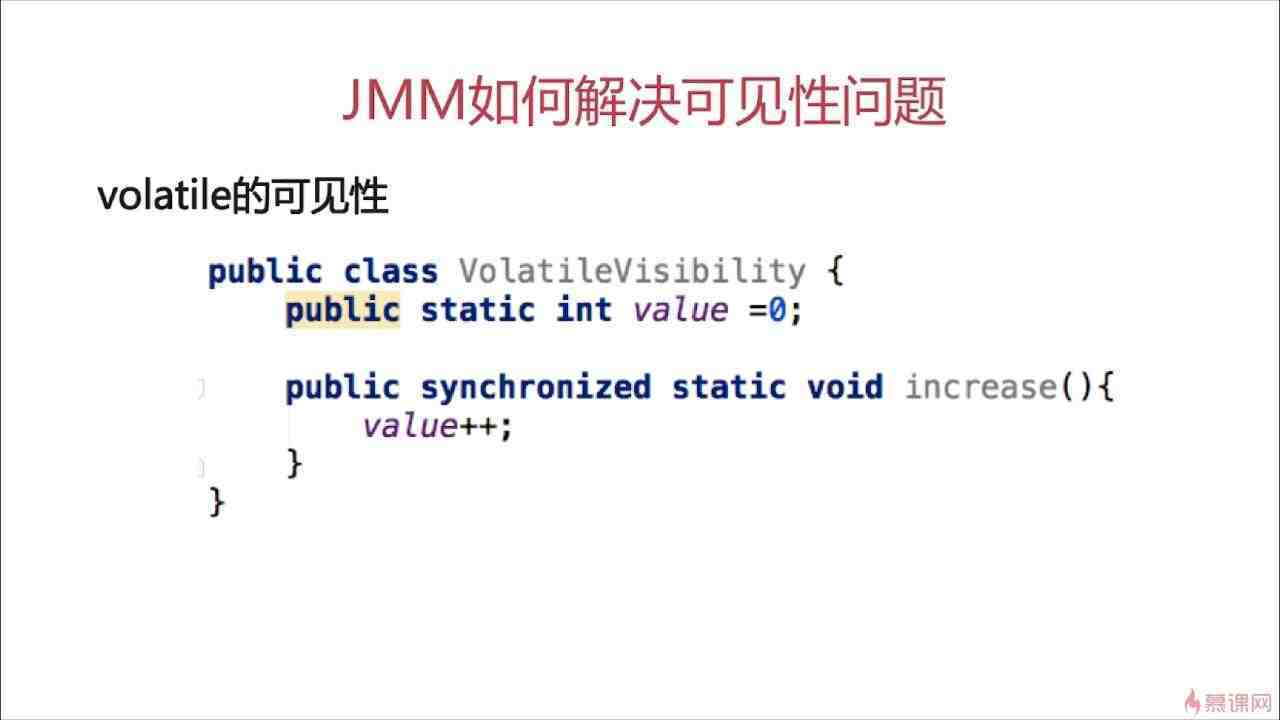 JMM如何解决可见性问题
volatile的可见性
public class VolatileVisibility {
public static int value =0;
public synchronized static void increase(){
value++;
}
}
慕课网